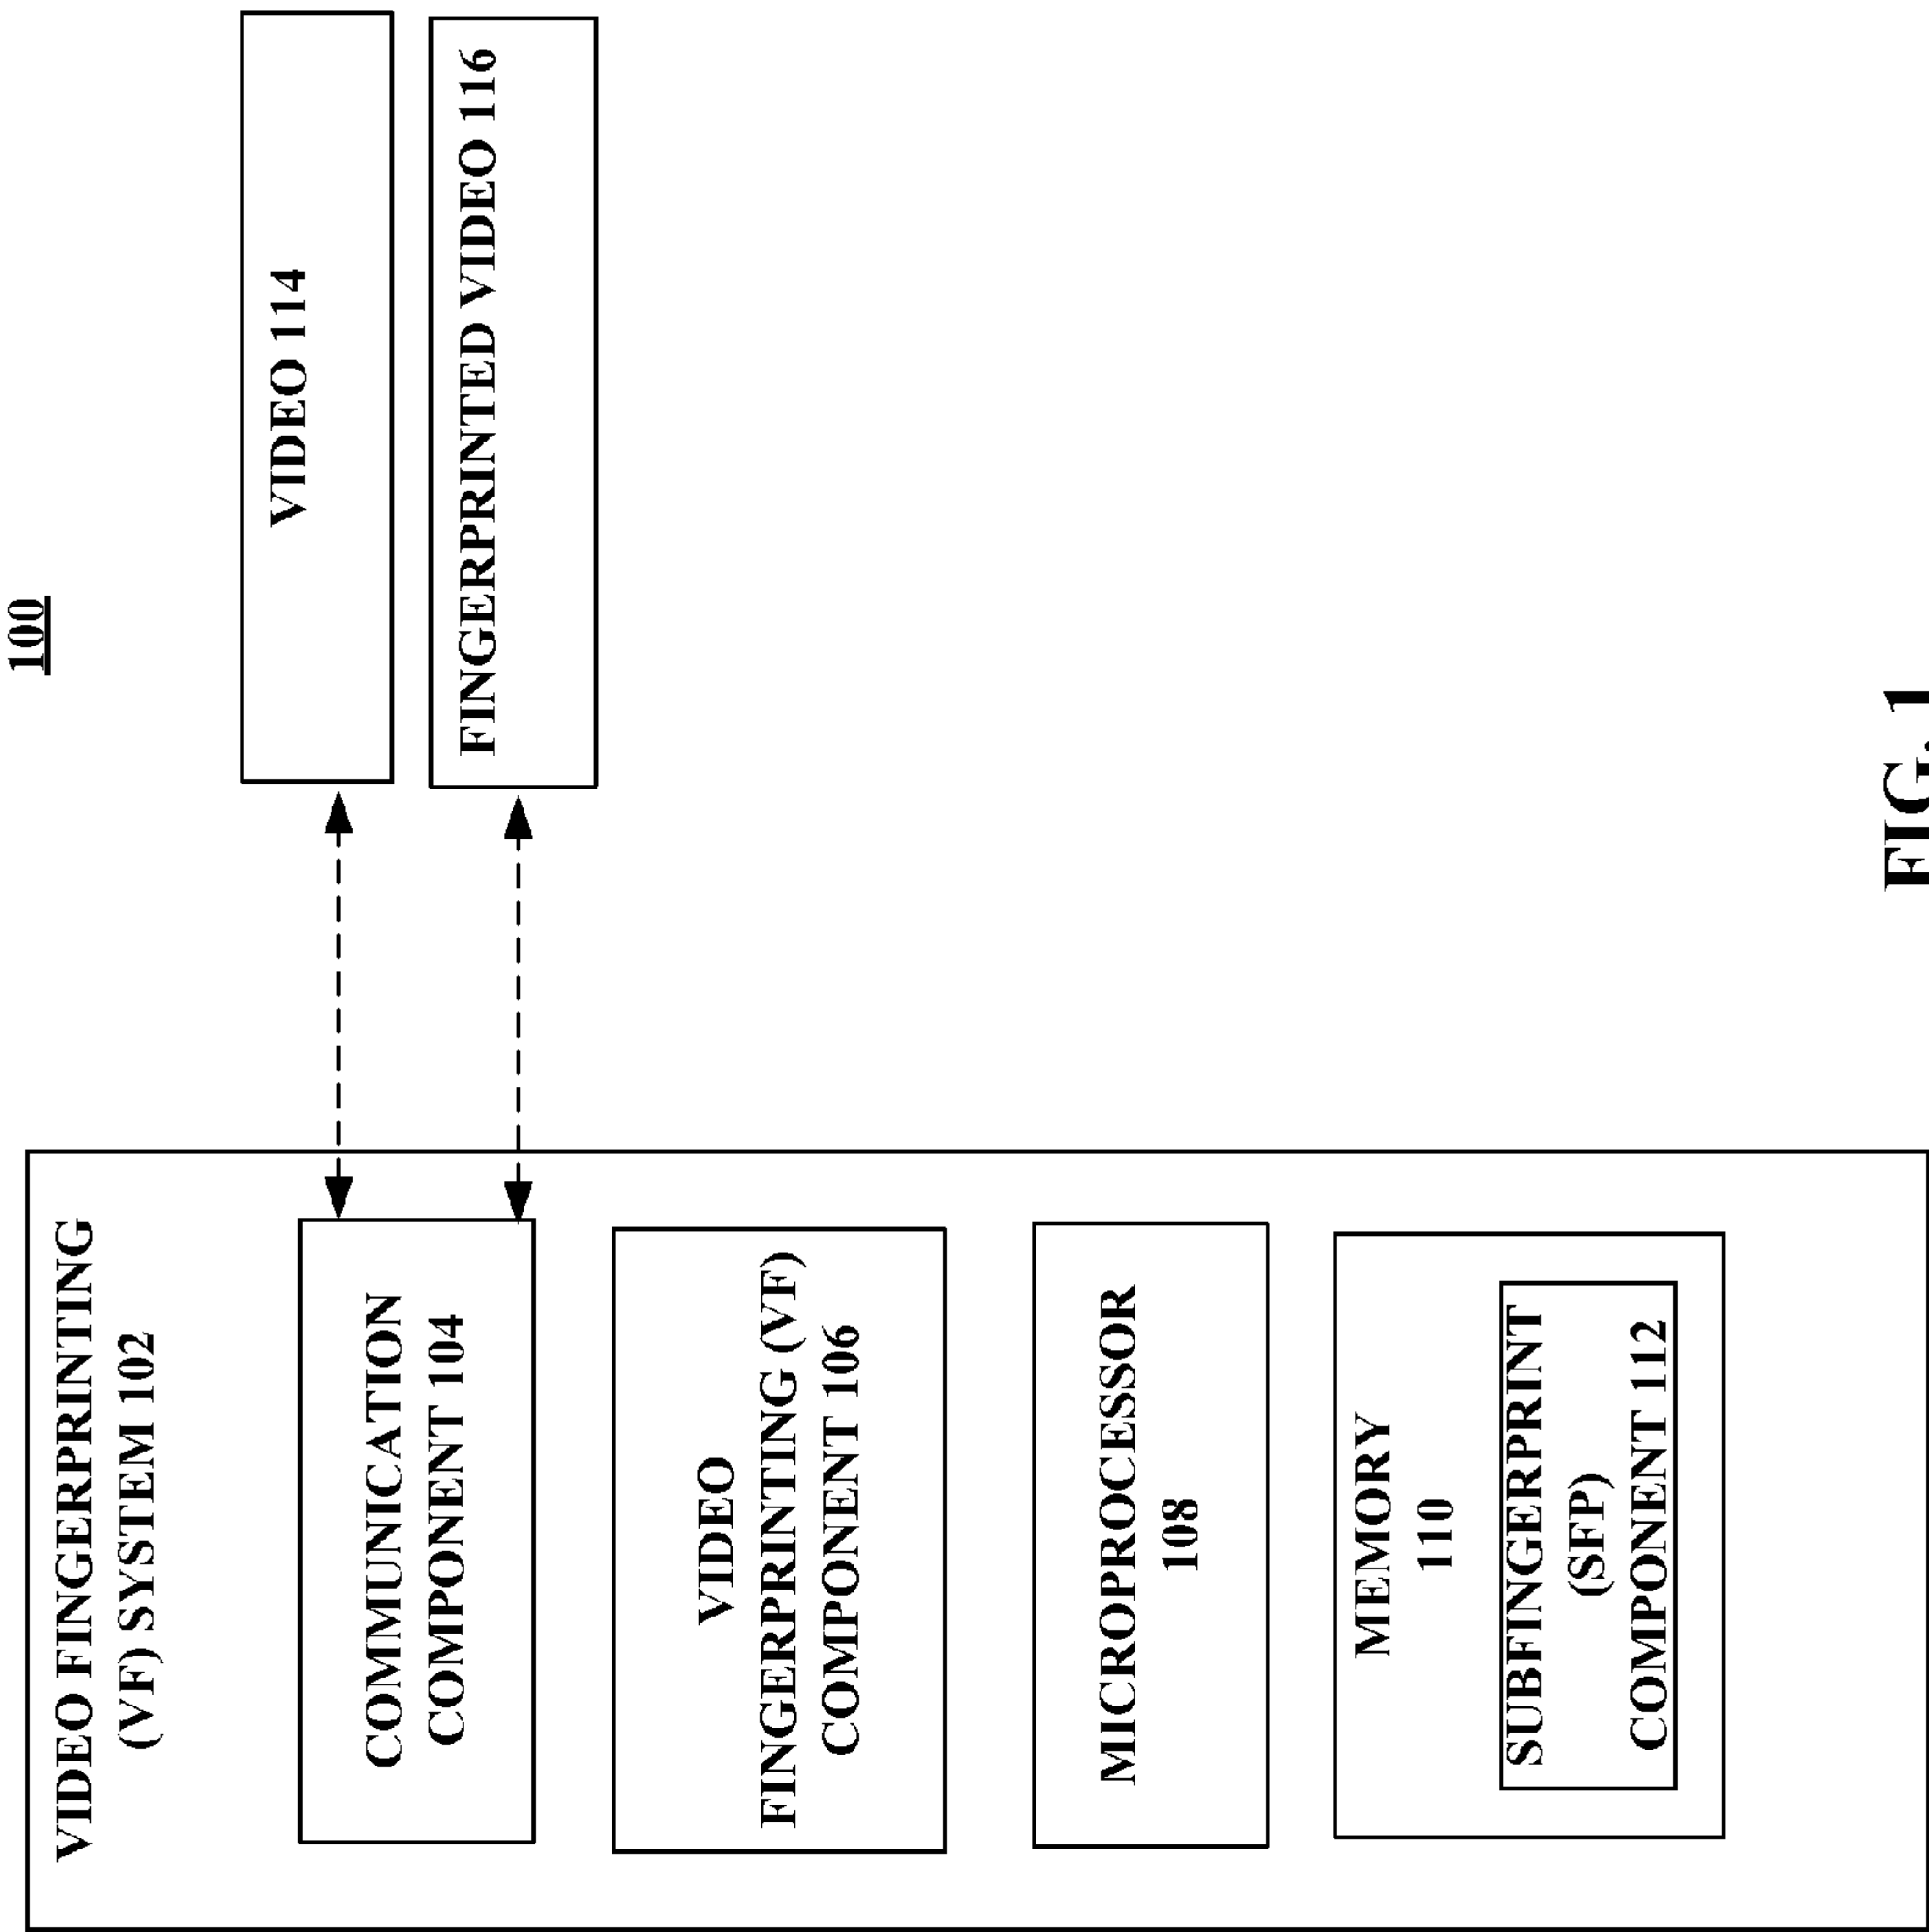 100
VIDEO FINGERPRINTING
(VF) SYSTEM 102
COMMUNICATION
COMPONENT 104
VIDEO
FINGERPRINTING (VF)
COMPONENT 106
MICROPROCESSOR
108
MEMORY
110
SUBFINGERPRINT
(SFP)
COMPONENT 112
VIDEO 114
FINGERPRINTED VIDEO 116
FIG. 1